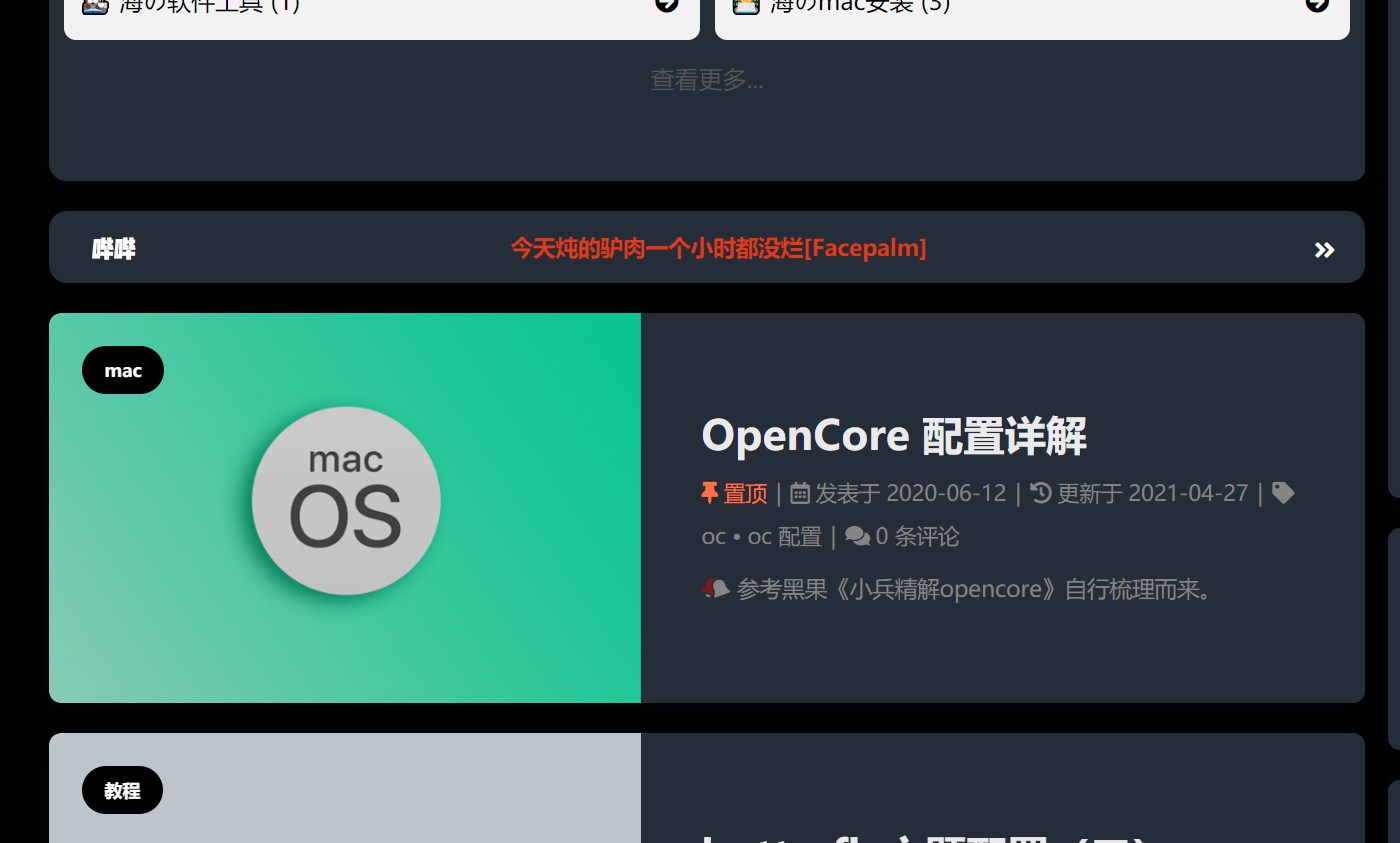 海の软件工具 (1)
海のmac安装 (3)
查看更多...
哔哔
今天炖的驴肉一个小时都没烂[Facepalm]
mac
mac
OS
OpenCore 配置详解
置顶 | 发表于 2020-06-12 | 更新于 2021-04-27 |
oc • oc 配置 | 0 条评论
参考黑果《小兵精解opencore》自行梳理而来。
教程